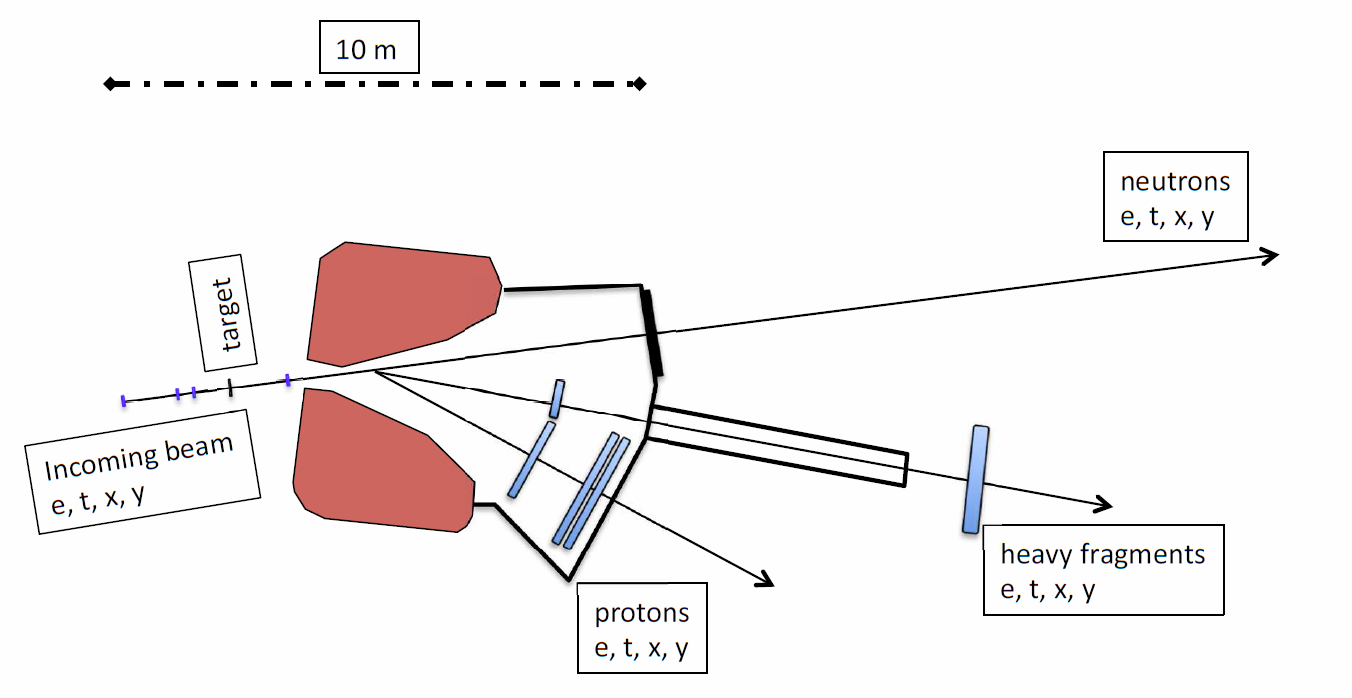 10 m
neutrons
e, t, x, y
target
Incoming beam
e, t, x, y
heavy fragments
e, t, x, y
protons
e, t, x, y